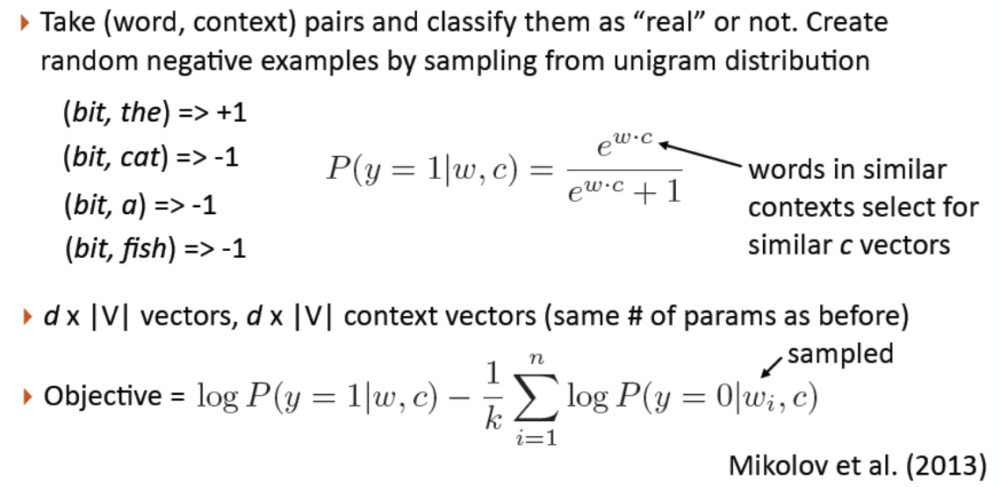 ▸ Take (word, context) pairs and classify them as “real” or not. Create
random negative examples by sampling from unigram distribution
(bit, the) => +1
(bit, cat) => -1
(bit, a) => -1
(bit, fish) => -1
P(y = 1|w, c) = e^{w·c} / (e^{w·c} + 1)
words in similar
contexts select for
similar c vectors
▸ d x |V| vectors, d x |V| context vectors (same # of params as before)
sampled
▸ Objective = log P(y = 1|w, c) − \frac{1}{k} \sum_{i=1}^{n} log P(y = 0|w_i, c)
Mikolov et al. (2013)